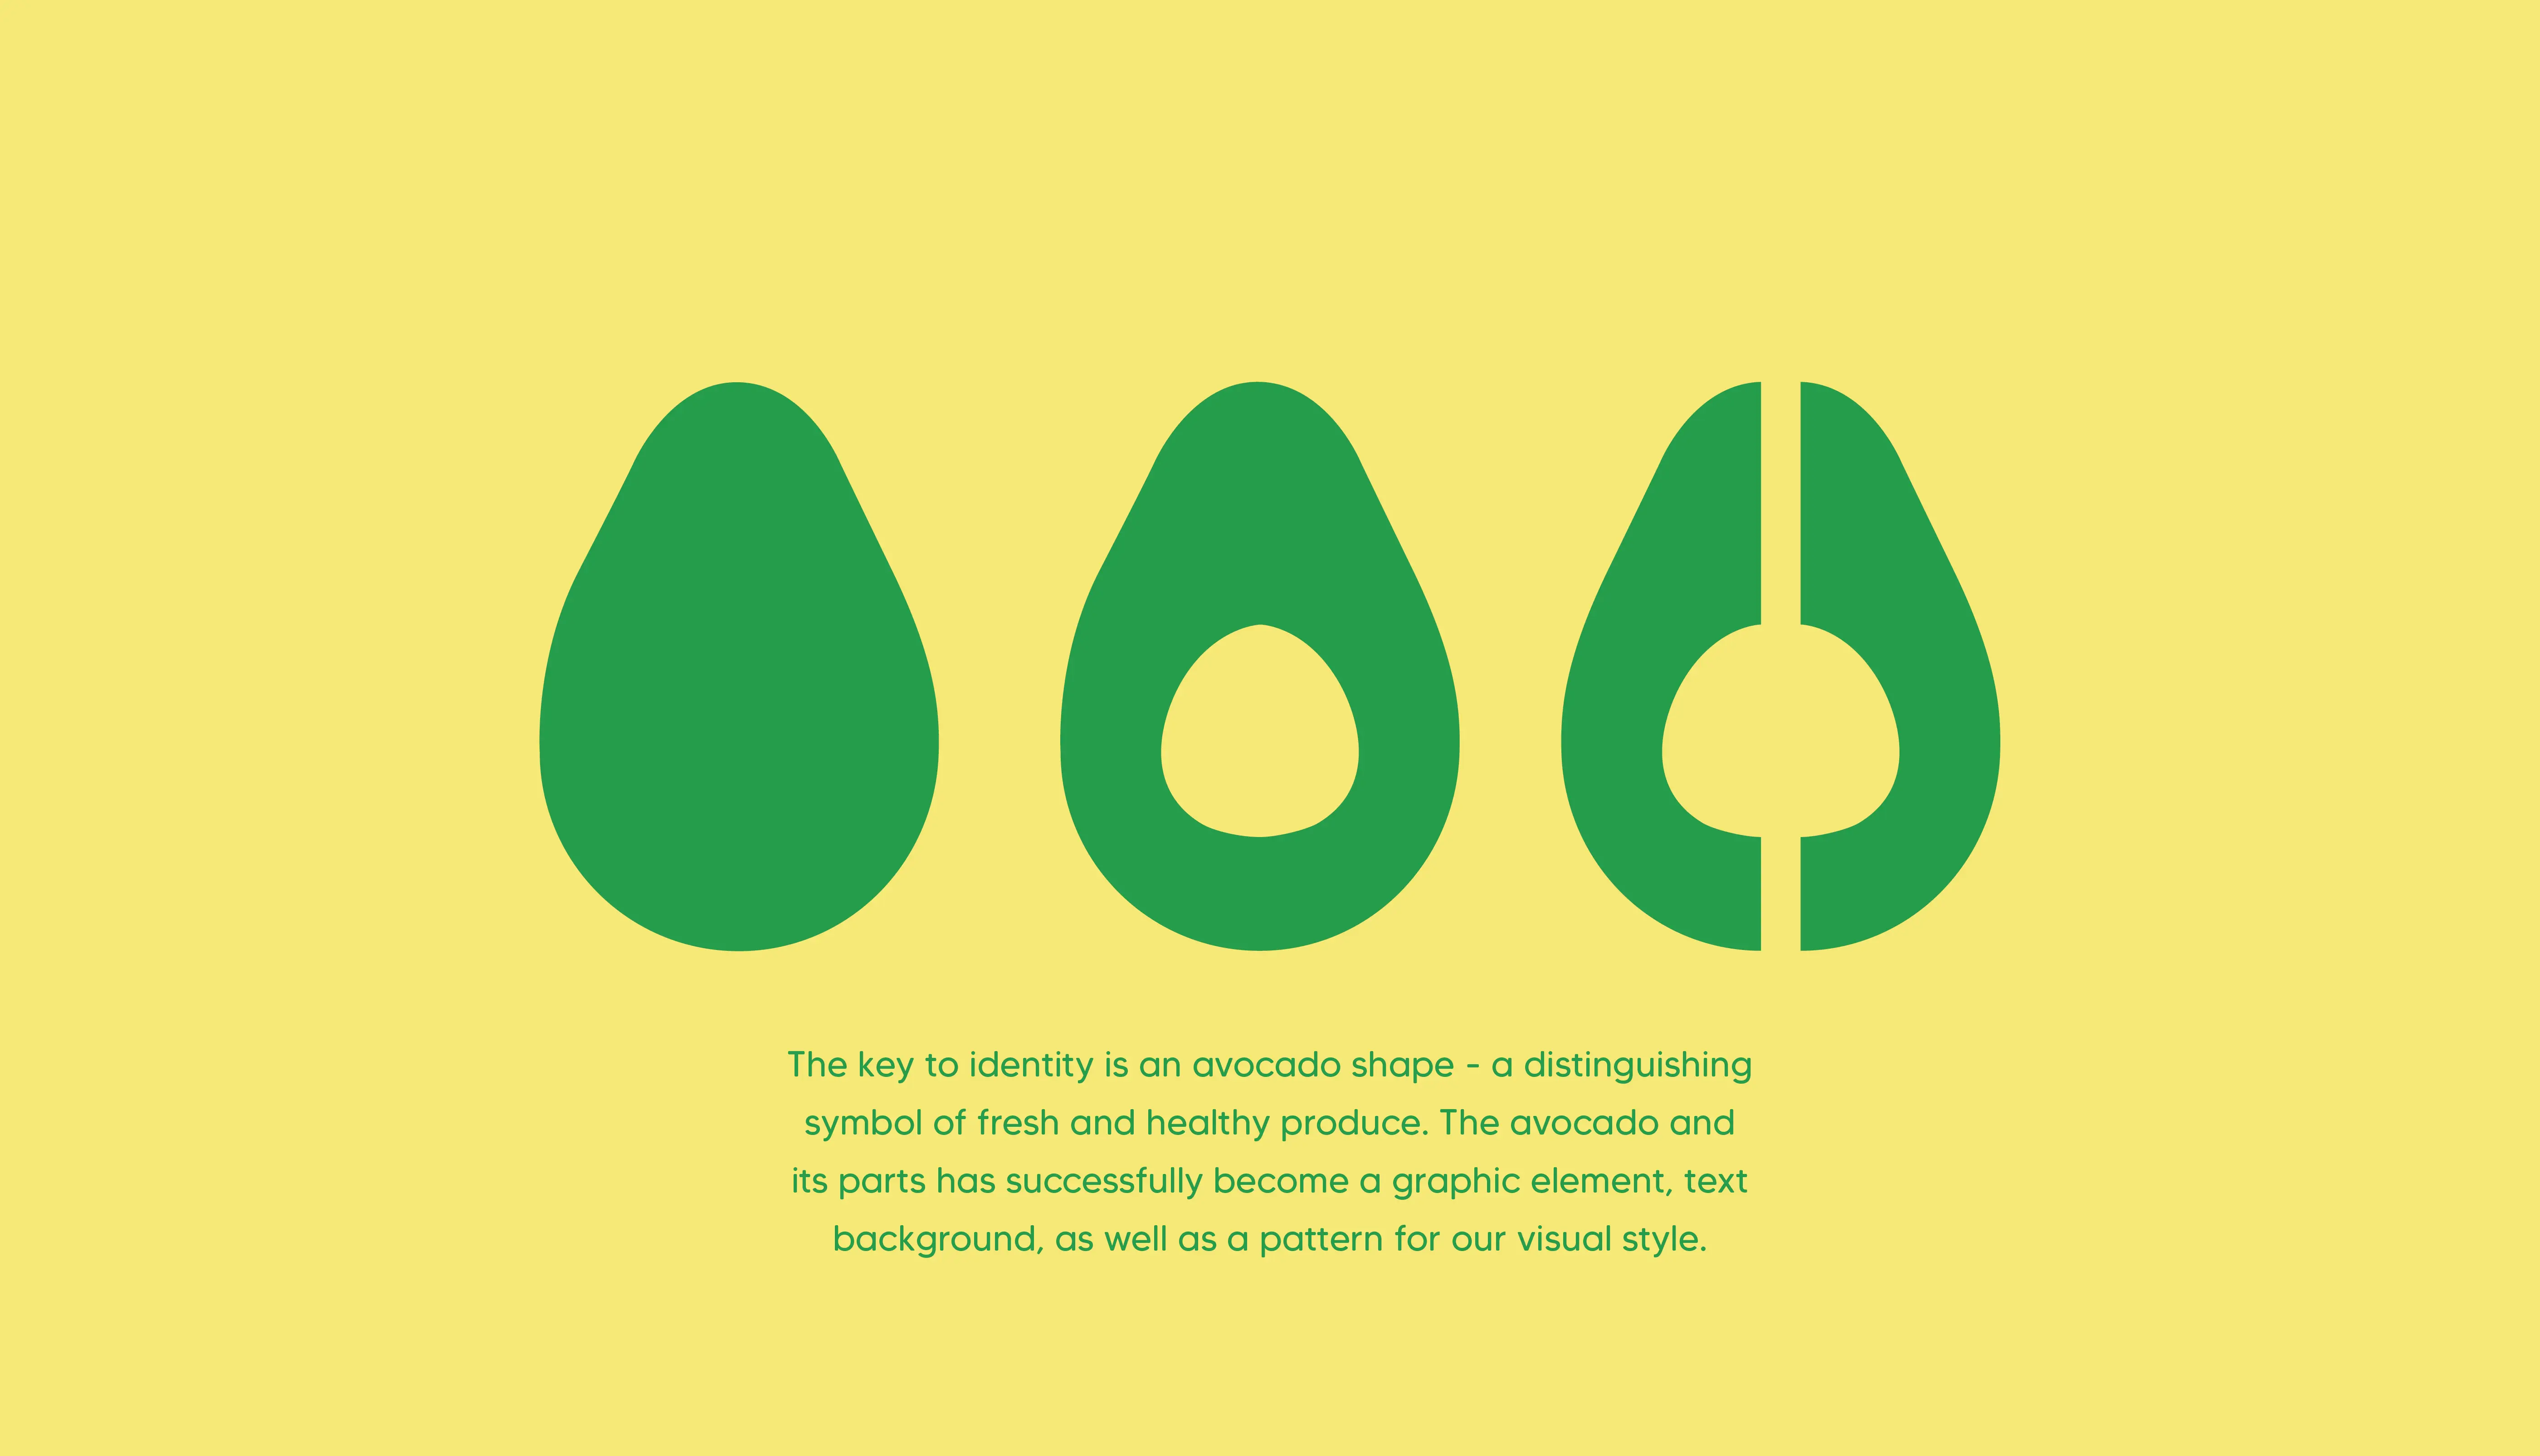 The key to identity is an avocado shape - a distinguishing
symbol of fresh and healthy produce. The avocado and
its parts has successfully become a graphic element, text
background, as well as a pattern for our visual style.